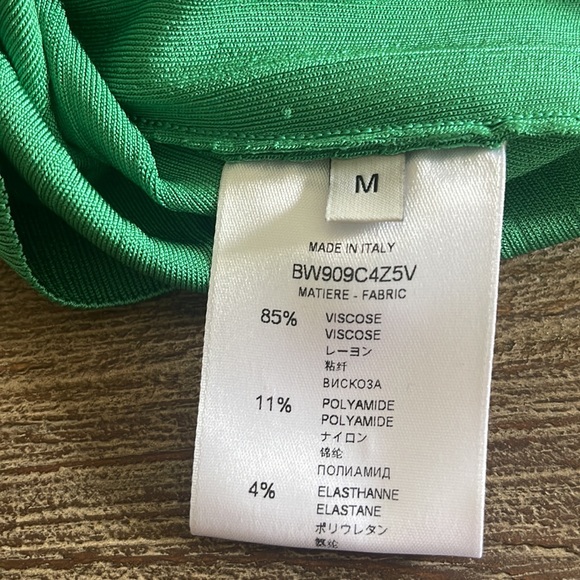 M
MADE IN ITALY
BW909C4Z5V
MATIERE - FABRIC
85% VISCOSE
VISCOSE
レーヨン
粘纤
ВИСКОЗА
11% POLYAMIDE
POLYAMIDE
ナイロン
锦纶
ПОЛИАМИД
4% ELASTHANNE
ELASTANE
ポリウレタン
氨纶